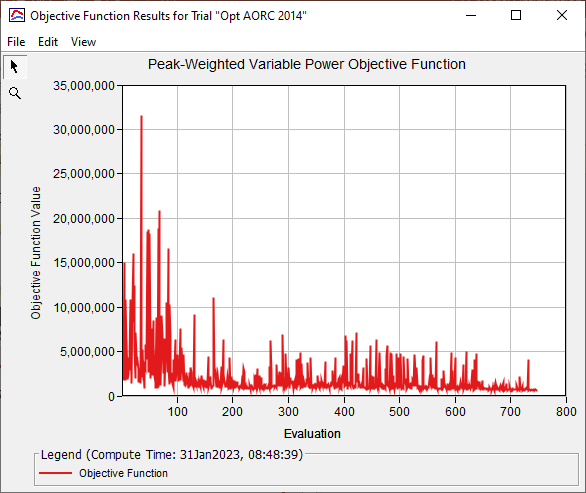 Objective Function Results for Trial "Opt AORC 2014"
File Edit View
Peak-Weighted Variable Power Objective Function
35,000,000
30,000,000
25,000,000
20,000,000
15,000,000
10,000,000
5,000,000
0
Objective Function Value
100 200 300 400 500 600 700 800
Evaluation
Legend (Compute Time: 31Jan2023, 08:48:39)
Objective Function